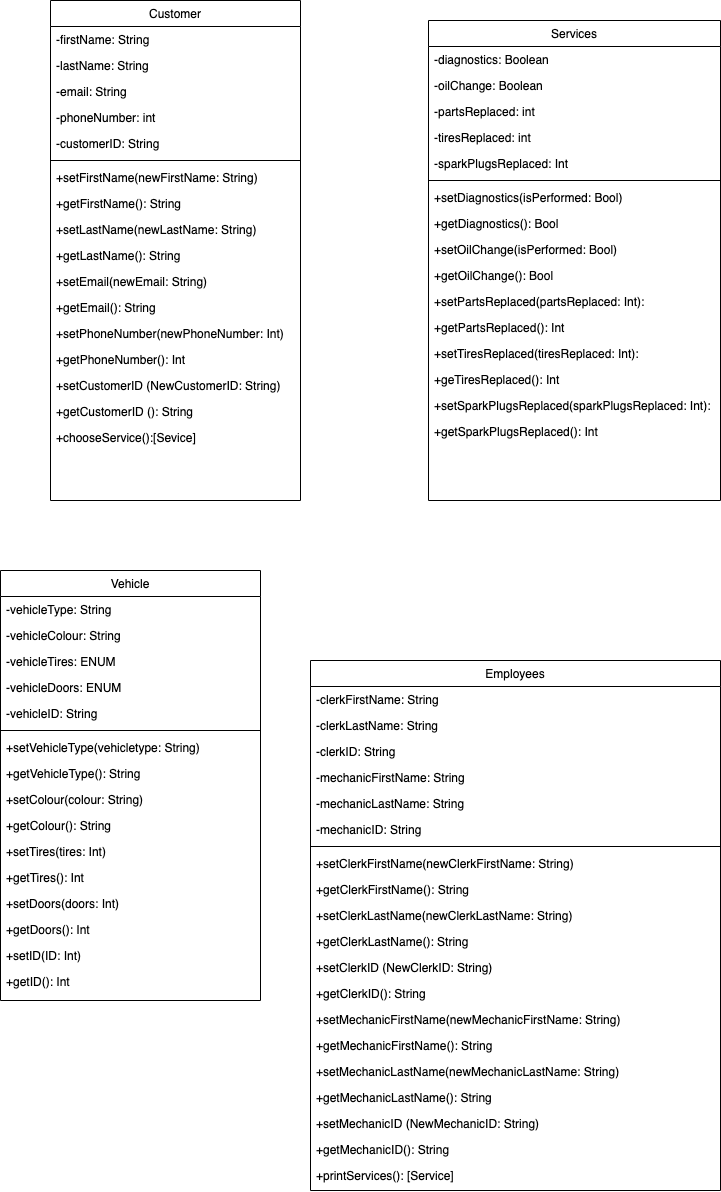 Customer
-firstName: String
-lastName: String
-email: String
-phoneNumber: int
-customerID: String
+setFirstName(newFirstName: String)
+getFirstName(): String
+setLastName(newLastName: String)
+getLastName(): String
+setEmail(newEmail: String)
+getEmail(): String
+setPhoneNumber(newPhoneNumber: Int)
+getPhoneNumber(): Int
+setCustomerID (NewCustomerID: String)
+getCustomerID (): String
+chooseService():[Sevice]
Services
-diagnostics: Boolean
-oilChange: Boolean
-partsReplaced: int
-tiresReplaced: int
-sparkPlugsReplaced: Int
+setDiagnostics(isPerformed: Bool)
+getDiagnostics(): Bool
+setOilChange(isPerformed: Bool)
+getOilChange(): Bool
+setPartsReplaced(partsReplaced: Int):
+getPartsReplaced(): Int
+setTiresReplaced(tiresReplaced: Int):
+geTiresReplaced(): Int
+setSparkPlugsReplaced(sparkPlugsReplaced: Int):
+getSparkPlugsReplaced(): Int
Vehicle
-vehicleType: String
-vehicleColour: String
-vehicleTires: ENUM
-vehicleDoors: ENUM
-vehicleID: String
+setVehicleType(vehicletype: String)
+getVehicleType(): String
+setColour(colour: String)
+getColour(): String
+setTires(tires: Int)
+getTires(): Int
+setDoors(doors: Int)
+getDoors(): Int
+setID(ID: Int)
+getID(): Int
Employees
-clerkFirstName: String
-clerkLastName: String
-clerkID: String
-mechanicFirstName: String
-mechanicLastName: String
-mechanicID: String
+setClerkFirstName(newClerkFirstName: String)
+getClerkFirstName(): String
+setClerkLastName(newClerkLastName: String)
+getClerkLastName(): String
+setClerkID (NewClerkID: String)
+getClerkID(): String
+setMechanicFirstName(newMechanicFirstName: String)
+getMechanicFirstName(): String
+setMechanicLastName(newMechanicLastName: String)
+getMechanicLastName(): String
+setMechanicID (NewMechanicID: String)
+getMechanicID(): String
+printServices(): [Service]